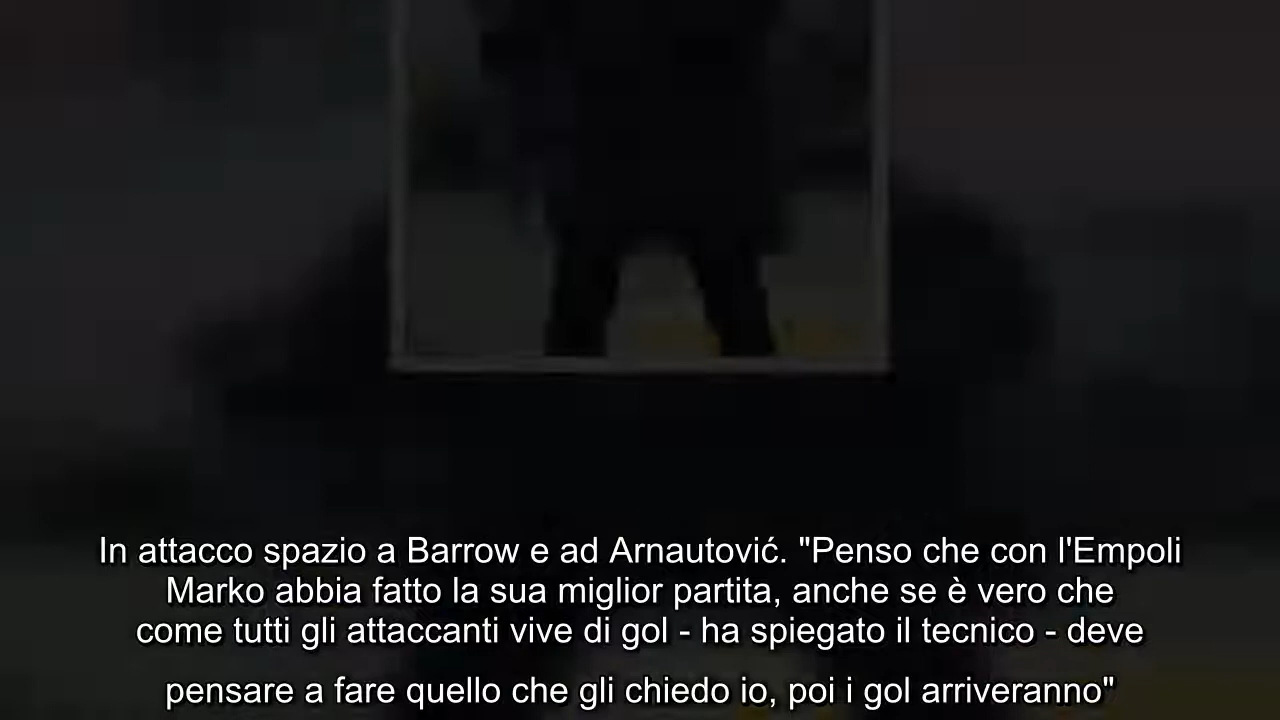 In attacco spazio a Barrow e ad Arnautović. "Penso che con l'Empoli
Marko abbia fatto la sua miglior partita, anche se è vero che
come tutti gli attaccanti vive di gol - ha spiegato il tecnico - deve
pensare a fare quello che gli chiedo io, poi i gol arriveranno"